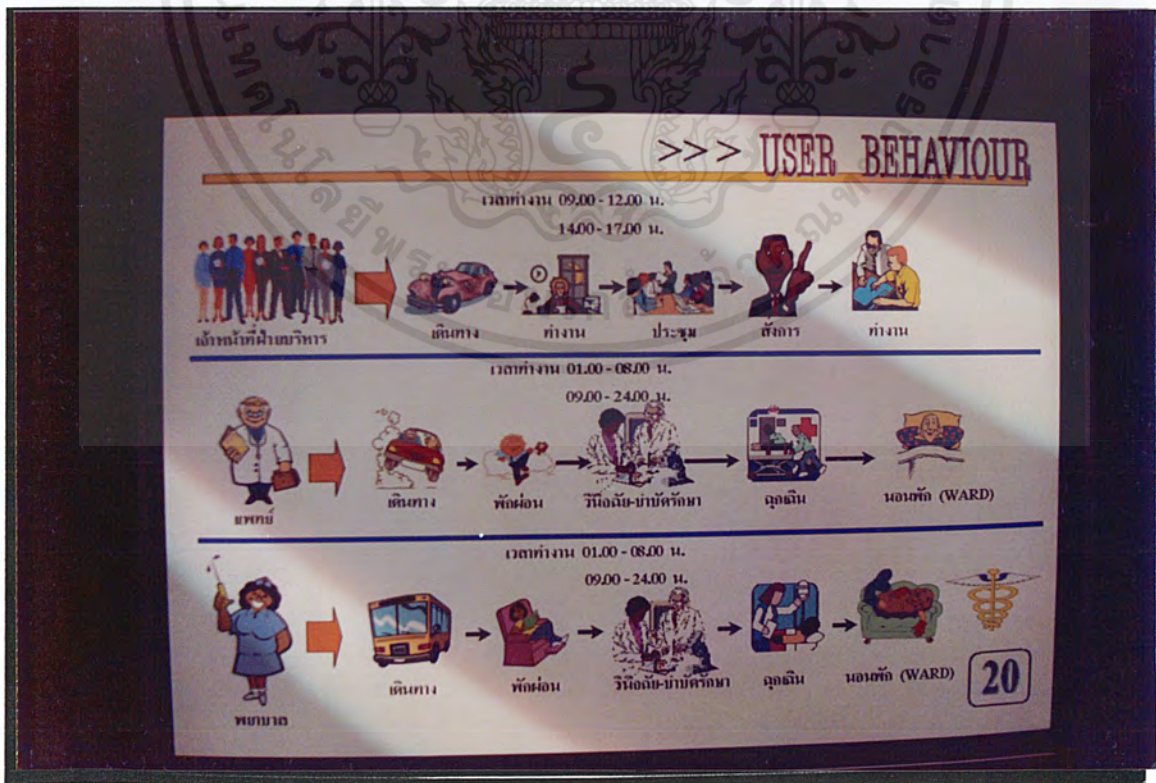 >>> USER BEHAVIOUR
เวลาทำงาน 09.00 - 12.00 น.
14.00 - 17.00 น.
เจ้าหน้าที่ฝ่ายบริหาร
เดินทาง
ทำงาน
ประชุม
สั่งการ
ทำงาน
เวลาทำงาน 01.00 - 08.00 น.
09.00 - 24.00 น.
แพทย์
เดินทาง
พักผ่อน
วินิจฉัย-บำบัดรักษา
ฉุกเฉิน
นอนพัก (WARD)
เวลาทำงาน 01.00 - 08.00 น.
09.00 - 24.00 น.
พยาบาล
เดินทาง
พักผ่อน
วินิจฉัย-บำบัดรักษา
ฉุกเฉิน
นอนพัก (WARD)
20